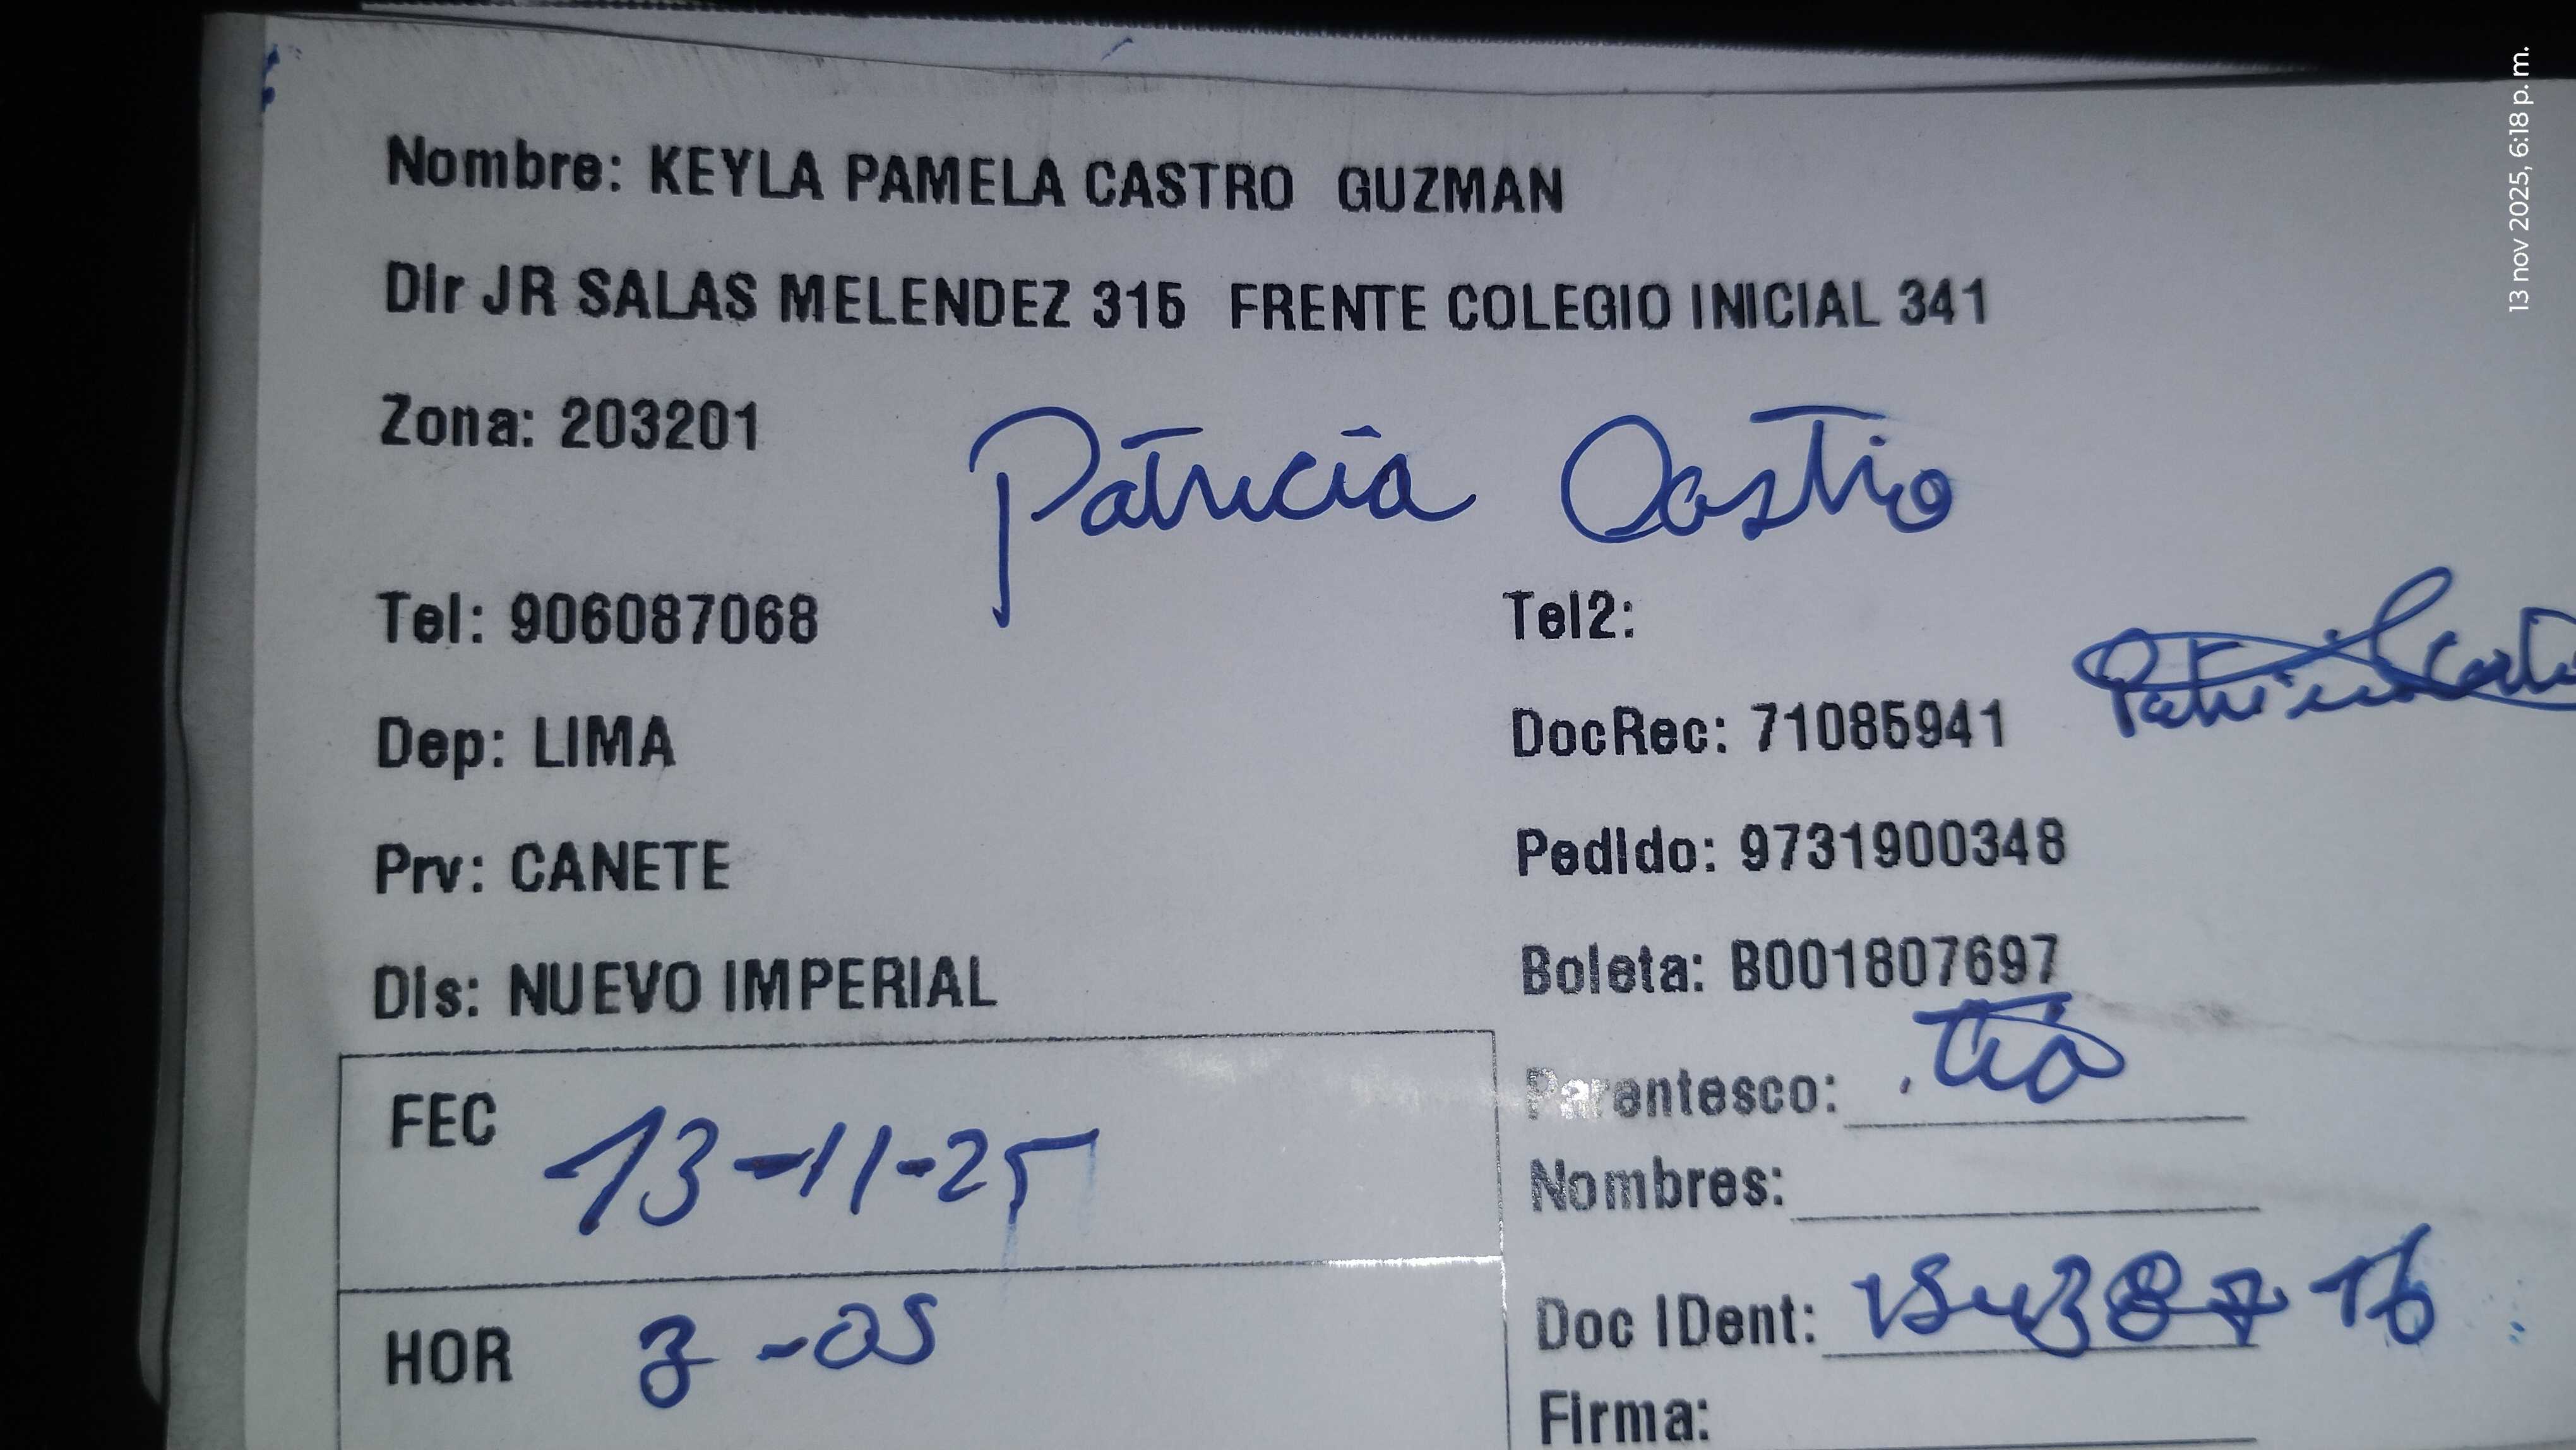 Nombre: KEYLA PAMELA CASTRO GUZMAN
Dir JR SALAS MELENDEZ 315 FRENTE COLEGIO INICIAL 341
Zona: 203201
Patricia Castro
Tel: 906087068
Tel2:
Dep: LIMA
DocRec: 71085941
Prv: CANETE
Pedido: 9731900348
Dis: NUEVO IMPERIAL
Boleta: B001807697
FEC 13-11-25
Parentesco: tia
Nombres:
HOR 3-05
Doc IDent:
Firma:
13 nov 2025, 6:18 p. m.